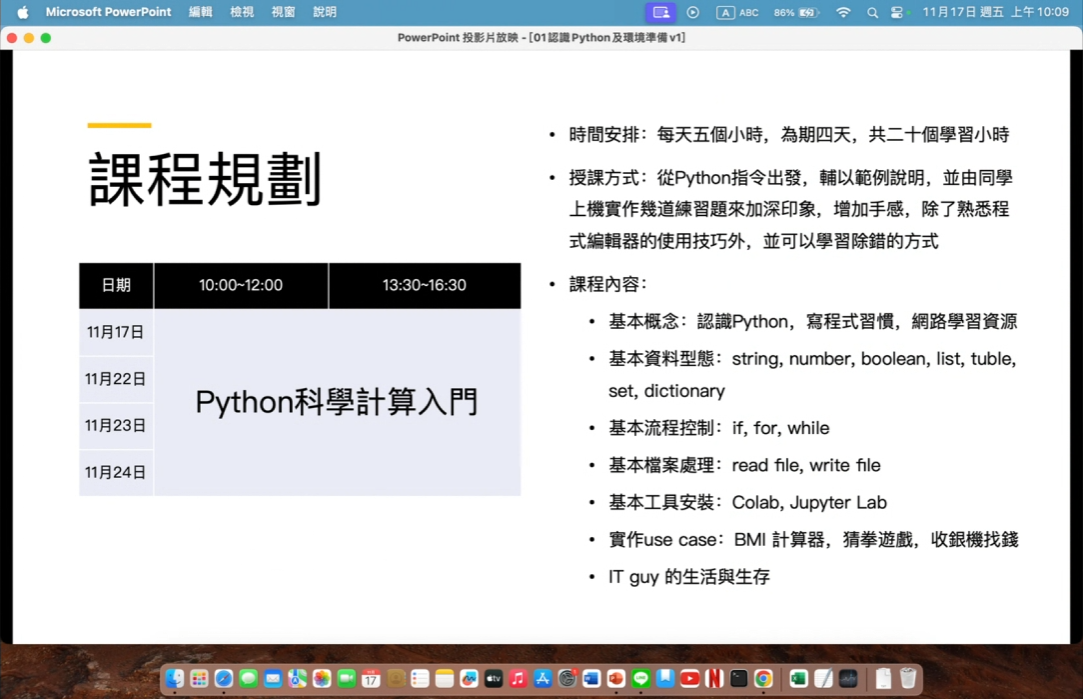 Microsoft PowerPoint 編輯 檢視 視窗 説明
A ABC 86% 11月17日 週五 上午10:09
PowerPoint 投影片放映 - [01認識Python及環境準備v1]
課程規劃
日期 10:00~12:00 13:30~16:30
11月17日
11月22日
11月23日
11月24日
Python科學計算入門
• 時間安排：每天五個小時，為期四天，共二十個學習小時
• 授課方式：從Python指令出發，輔以範例說明，並由同學
上機實作幾道練習題來加深印象，增加手感，除了熟悉程
式編輯器的使用技巧外，並可以學習除錯的方式
• 課程內容：
• 基本概念：認識Python，寫程式習慣，網路學習資源
• 基本資料型態：string, number, boolean, list, tuble,
set, dictionary
• 基本流程控制：if, for, while
• 基本檔案處理：read file, write file
• 基本工具安裝：Colab, Jupyter Lab
• 實作use case：BMI 計算器，猜拳遊戲，收銀機找錢
• IT guy 的生活與生存
17
tv